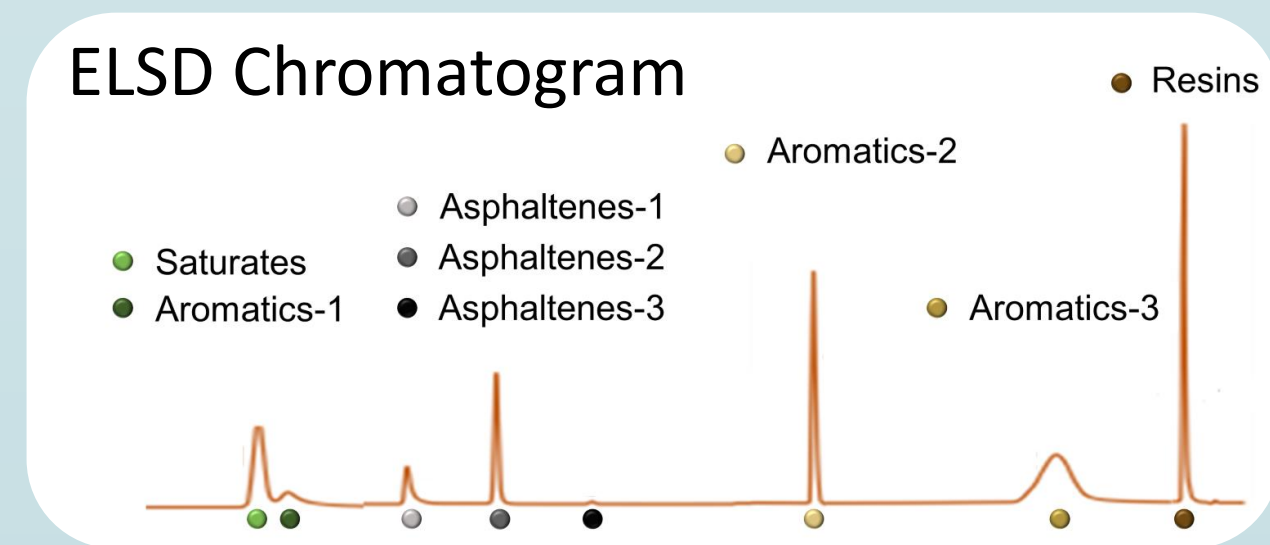 ELSD Chromatogram
Resins
Aromatics-2
Asphaltenes-1
Saturates
Asphaltenes-2
Aromatics-1
Asphaltenes-3
Aromatics-3